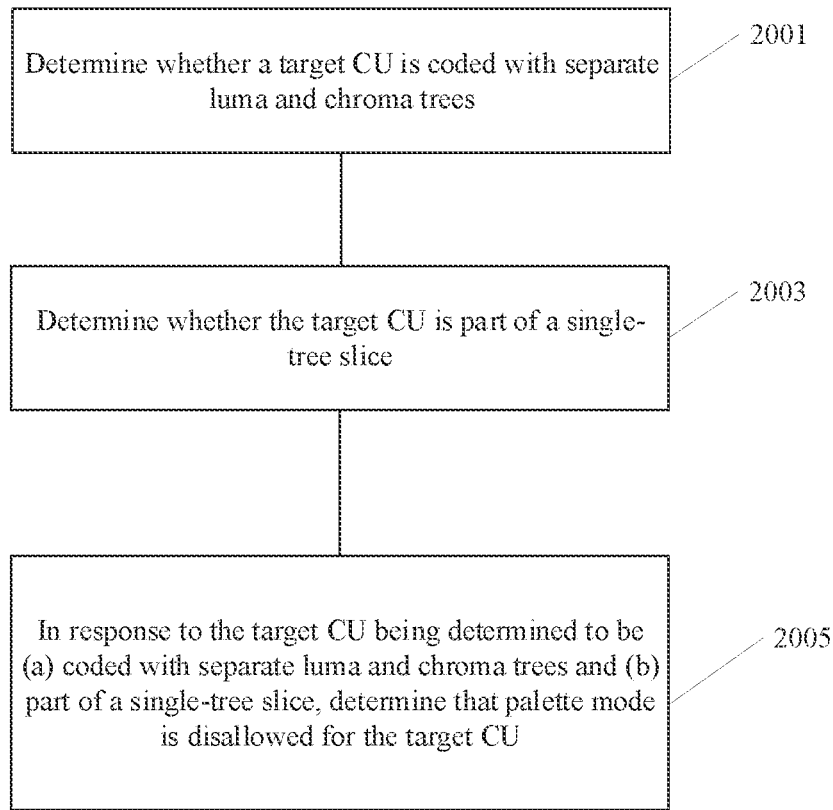 2001
Determine whether a target CU is coded with separate
luma and chroma trees
2003
Determine whether the target CU is part of a single-
tree slice
2005
In response to the target CU being determined to be
(a) coded with separate luma and chroma trees and (b)
part of a single-tree slice, determine that palette mode
is disallowed for the target CU